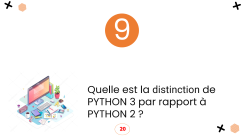 9
Quelle est la distinction de
PYTHON 3 par rapport à
PYTHON 2 ?
20